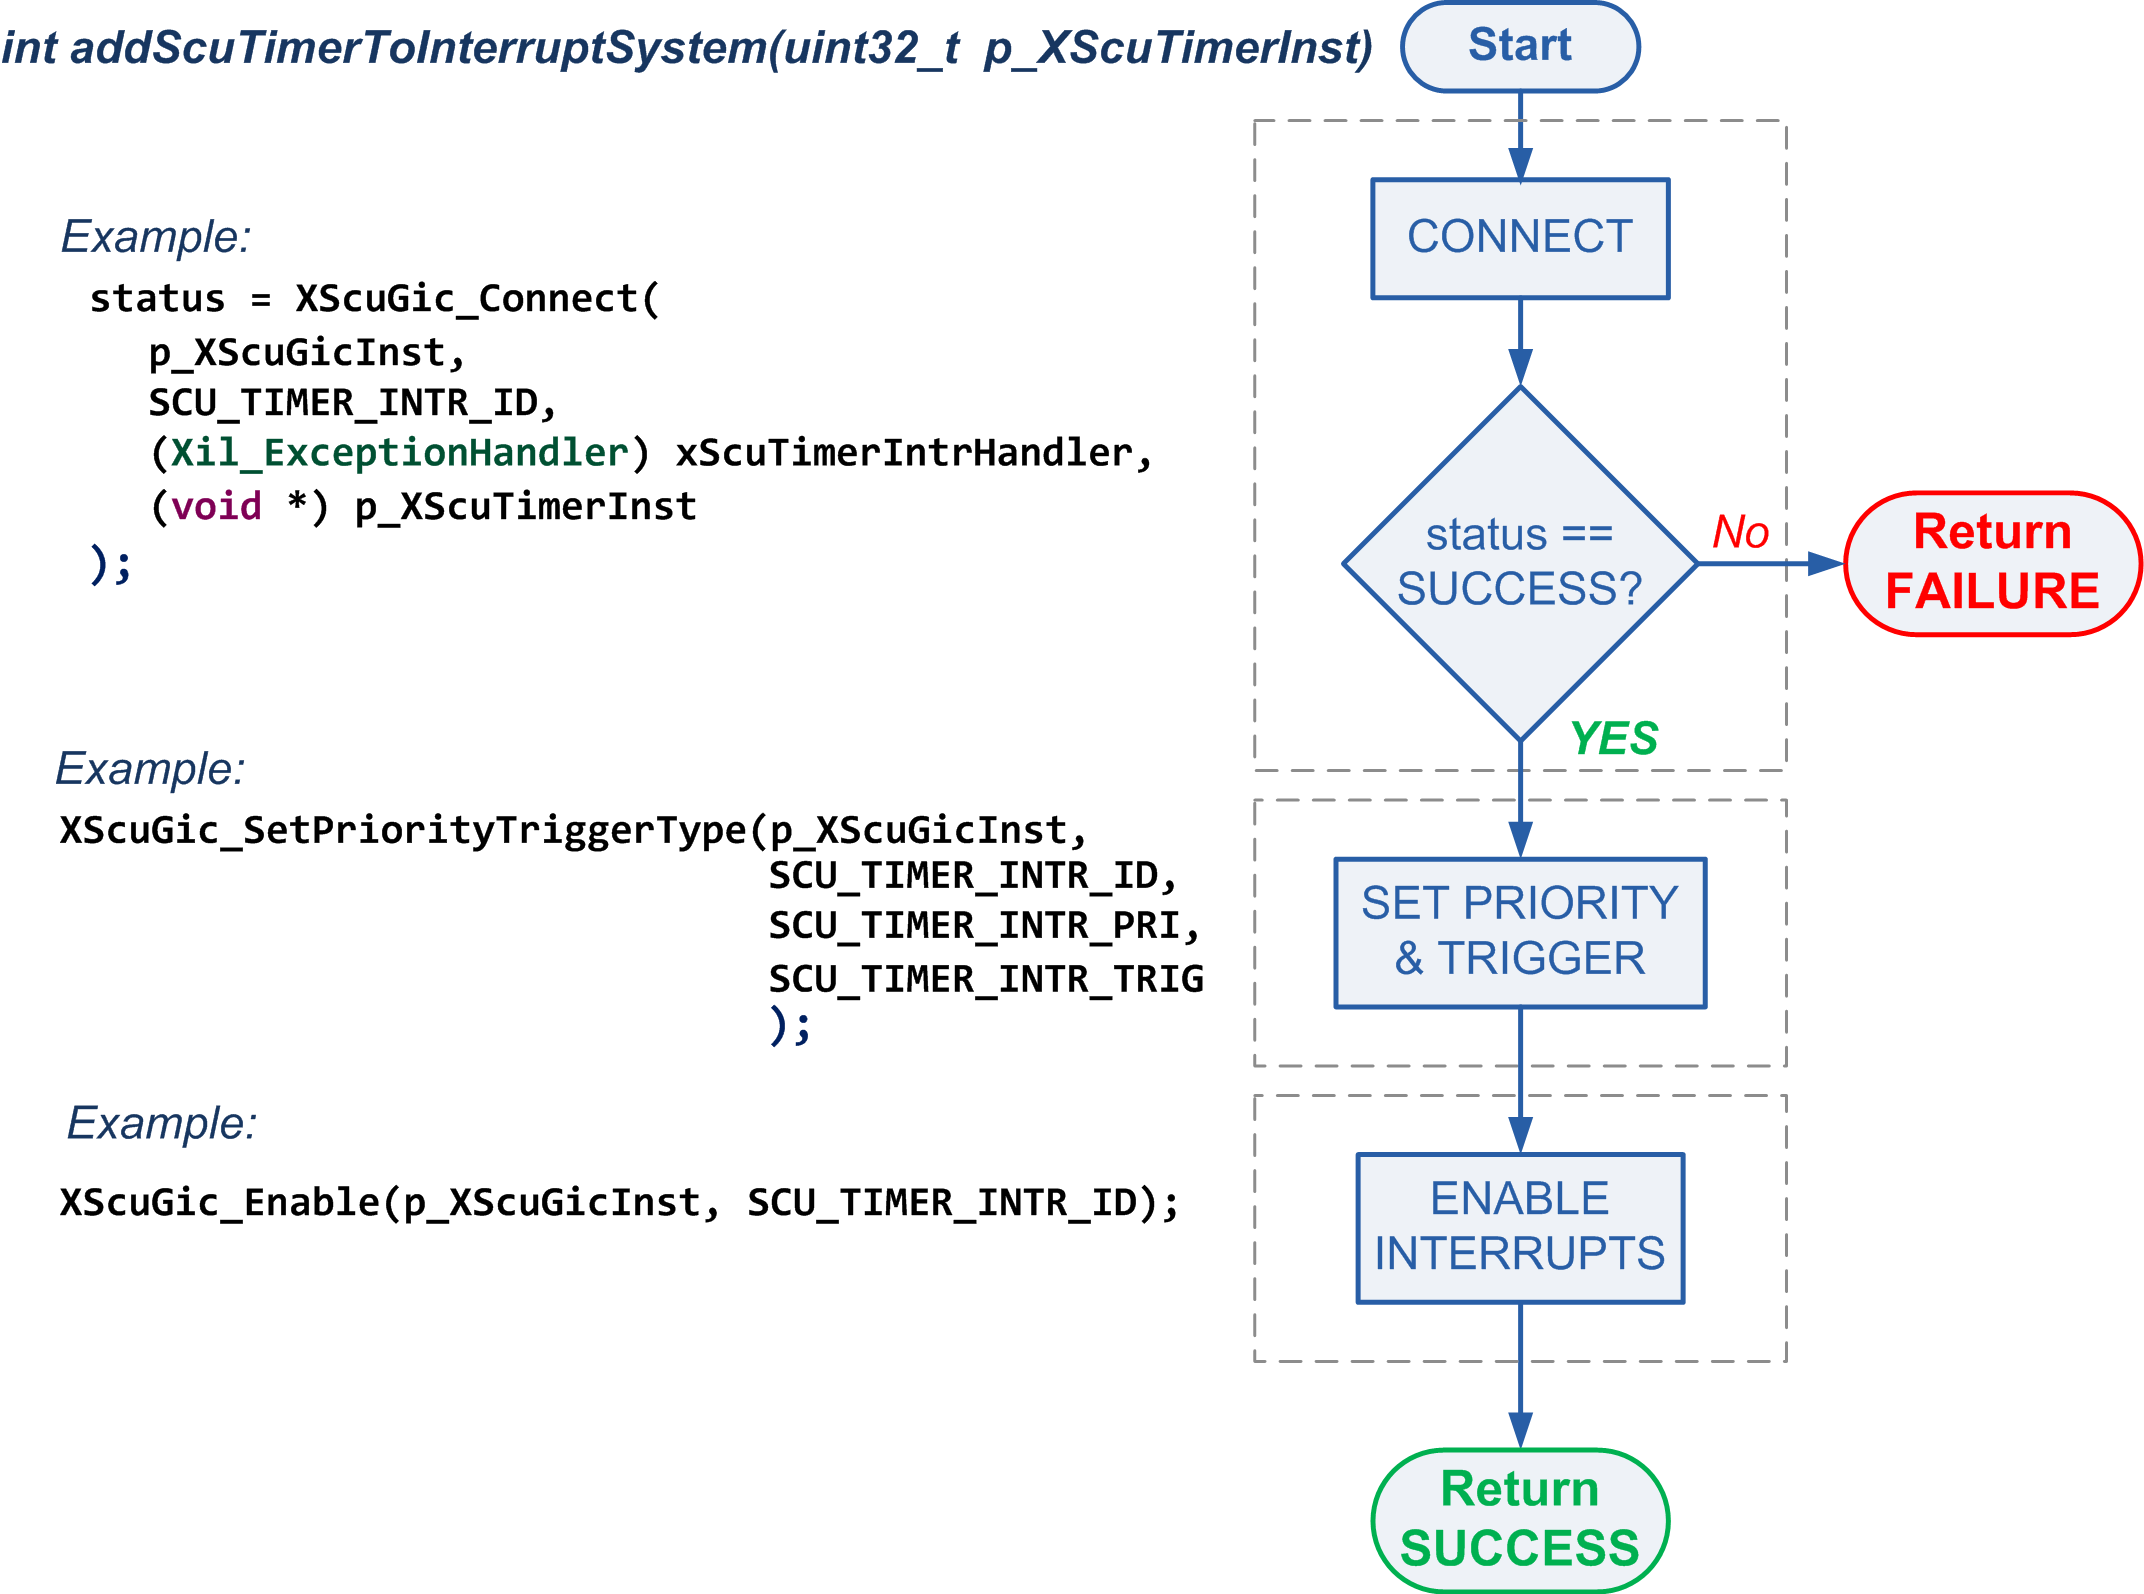 int addScuTimerToInterruptSystem(uint32_t p_XScuTimerInst)
Start
Example:
status = XScuGic_Connect(
p_XScuGicInst,
SCU_TIMER_INTR_ID,
(Xil_ExceptionHandler) xScuTimerIntrHandler,
(void *) p_XScuTimerInst
);
CONNECT
status ==
SUCCESS?
No
Return
FAILURE
YES
Example:
XScuGic_SetPriorityTriggerType(p_XScuGicInst,
SCU_TIMER_INTR_ID,
SCU_TIMER_INTR_PRI,
SCU_TIMER_INTR_TRIG
);
SET PRIORITY
& TRIGGER
Example:
XScuGic_Enable(p_XScuGicInst, SCU_TIMER_INTR_ID);
ENABLE
INTERRUPTS
Return
SUCCESS